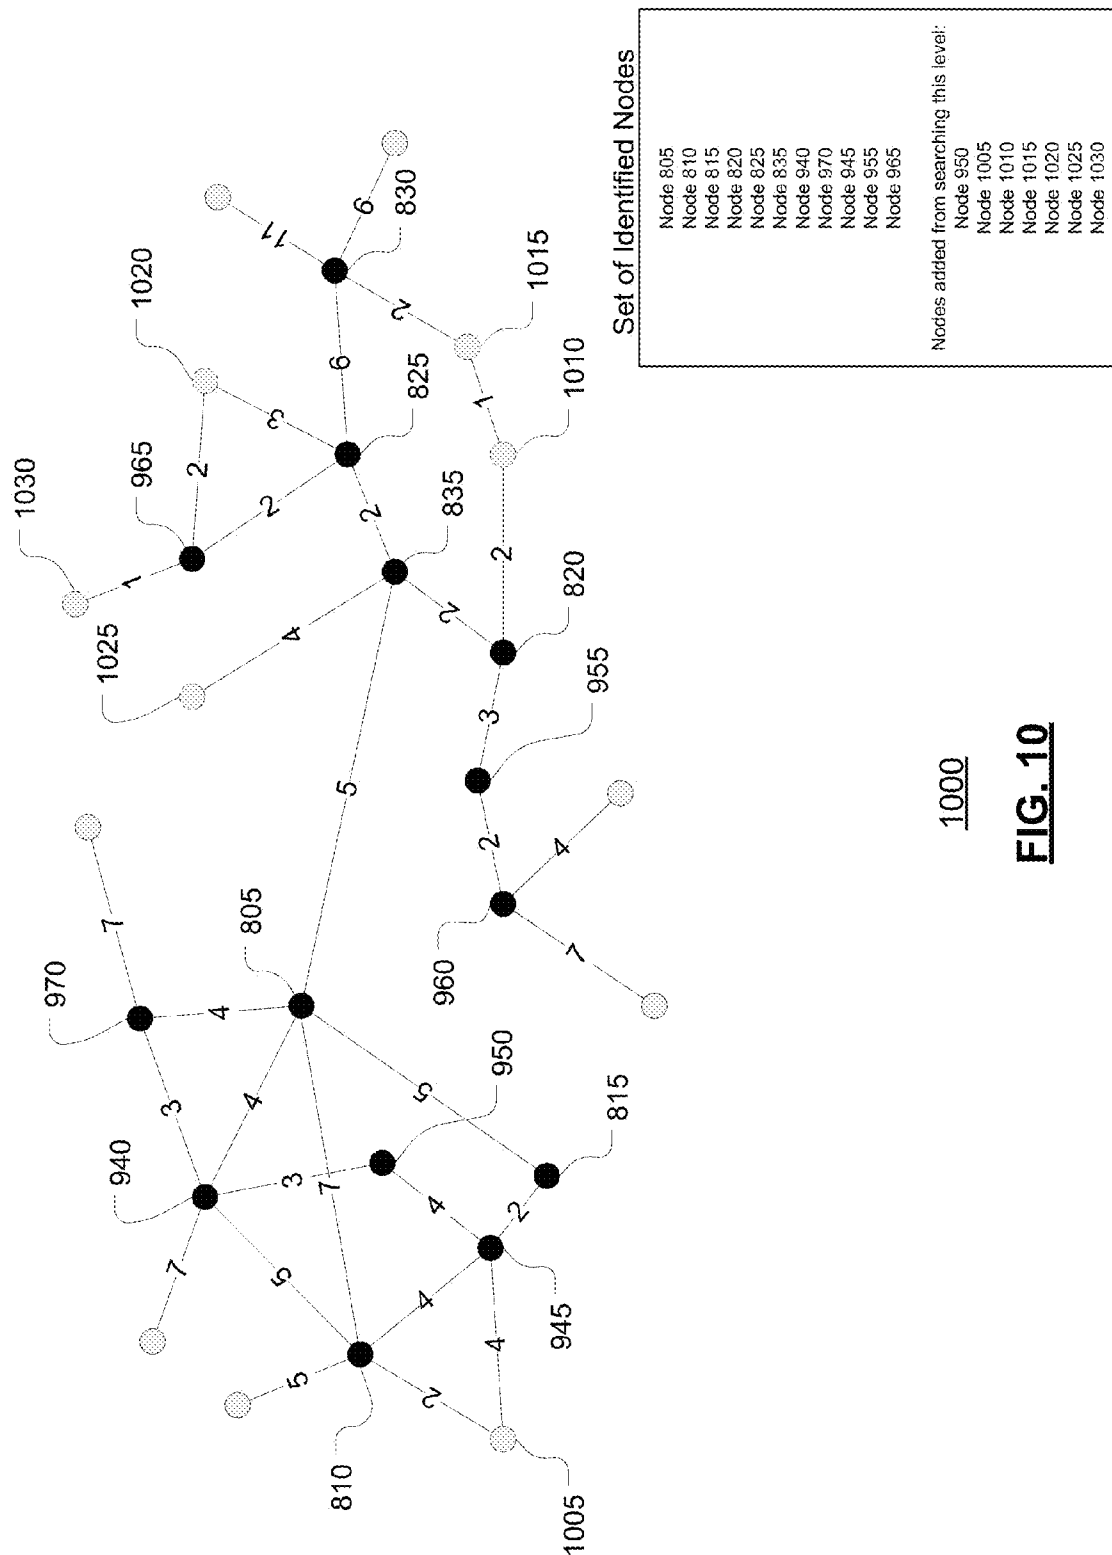 1030
970
1025
7
940
1
965
1020
3
7
2
4
805
4
2
11
3
5
3
4
5
7
6
810
5
9
2
2
830
5
825
4
2
4
960
2
835
1
3
2
4
2
950
2
955
1015
945
4
1005
7
820
1010
815
Set of Identified Nodes
Node 805
Node 810
Node 815
Node 820
Node 825
Node 835
Node 940
Node 970
Node 945
Node 955
Node 965
Nodes added from searching this level:
Node 950
Node 1005
Node 1010
Node 1015
Node 1020
Node 1025
Node 1030
1000
FIG. 10